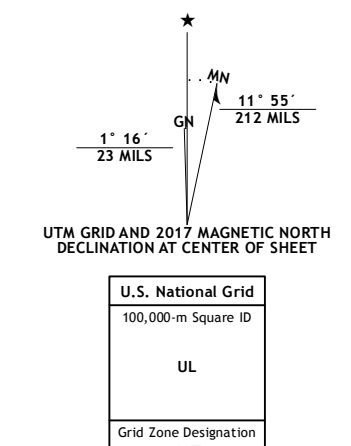 ★
MN
11° 55´
212 MILS
GN
1° 16´
23 MILS
UTM GRID AND 2017 MAGNETIC NORTH
DECLINATION AT CENTER OF SHEET
U.S. National Grid
100,000-m Square ID
UL
Grid Zone Designation